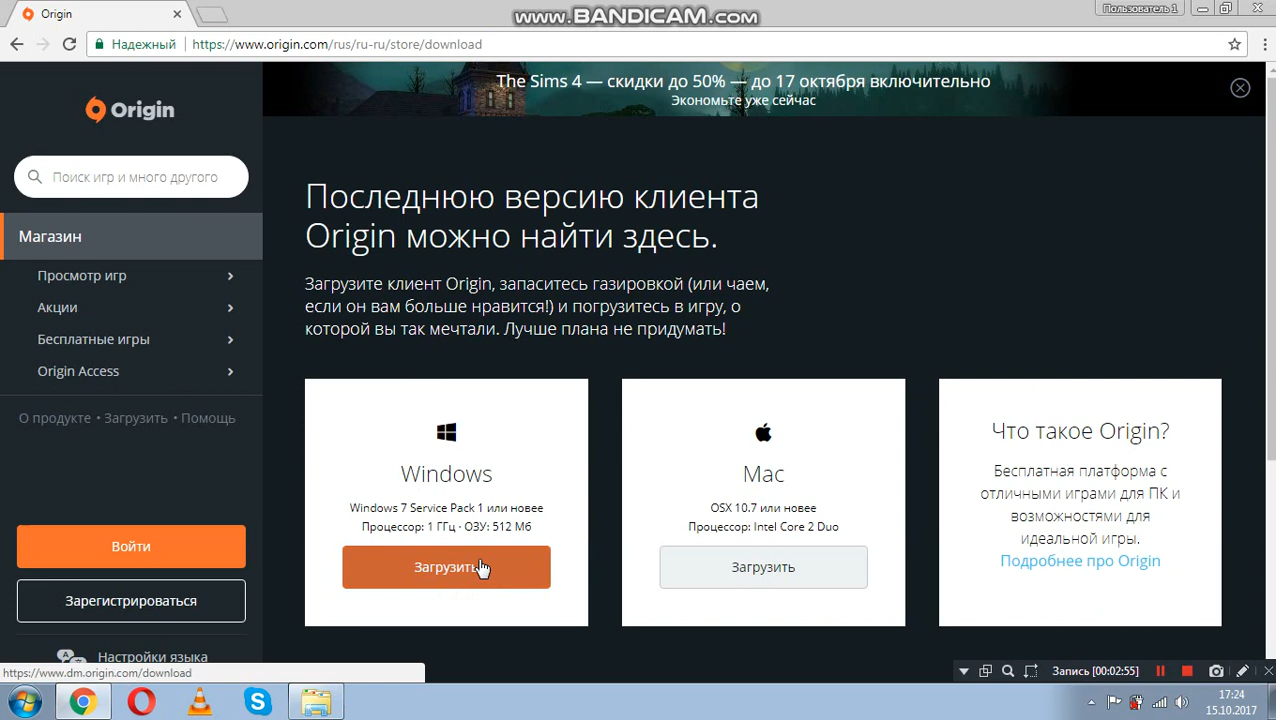 Origin
www.BANDICAM.com
Пользователь 1
Надежный
https://www.origin.com/rus/ru-ru/store/download
The Sims 4 — скидки до 50% — до 17 октября включительно
Экономьте уже сейчас
Origin
Поиск игр и много другого
Магазин
Просмотр игр
Акции
Бесплатные игры
Origin Access
О продукте • Загрузить • Помощь
Войти
Зарегистрироваться
Настройки языка
Последнюю версию клиента
Origin можно найти здесь.
Загрузите клиент Origin, запаситесь газировкой (или чаем,
если он вам больше нравится!) и погрузитесь в игру, о
которой вы так мечтали. Лучше плана не придумать!
Windows
Windows 7 Service Pack 1 или новее
Процессор: 1 ГГц · ОЗУ: 512 Мб
Загрузить
Mac
OSX 10.7 или новее
Процессор: Intel Core 2 Duo
Загрузить
Что такое Origin?
Бесплатная платформа с
отличными играми для ПК и
возможностями для
идеальной игры.
Подробнее про Origin
https://www.dm.origin.com/download
Запись [00:02:55]
17:24
15.10.2017